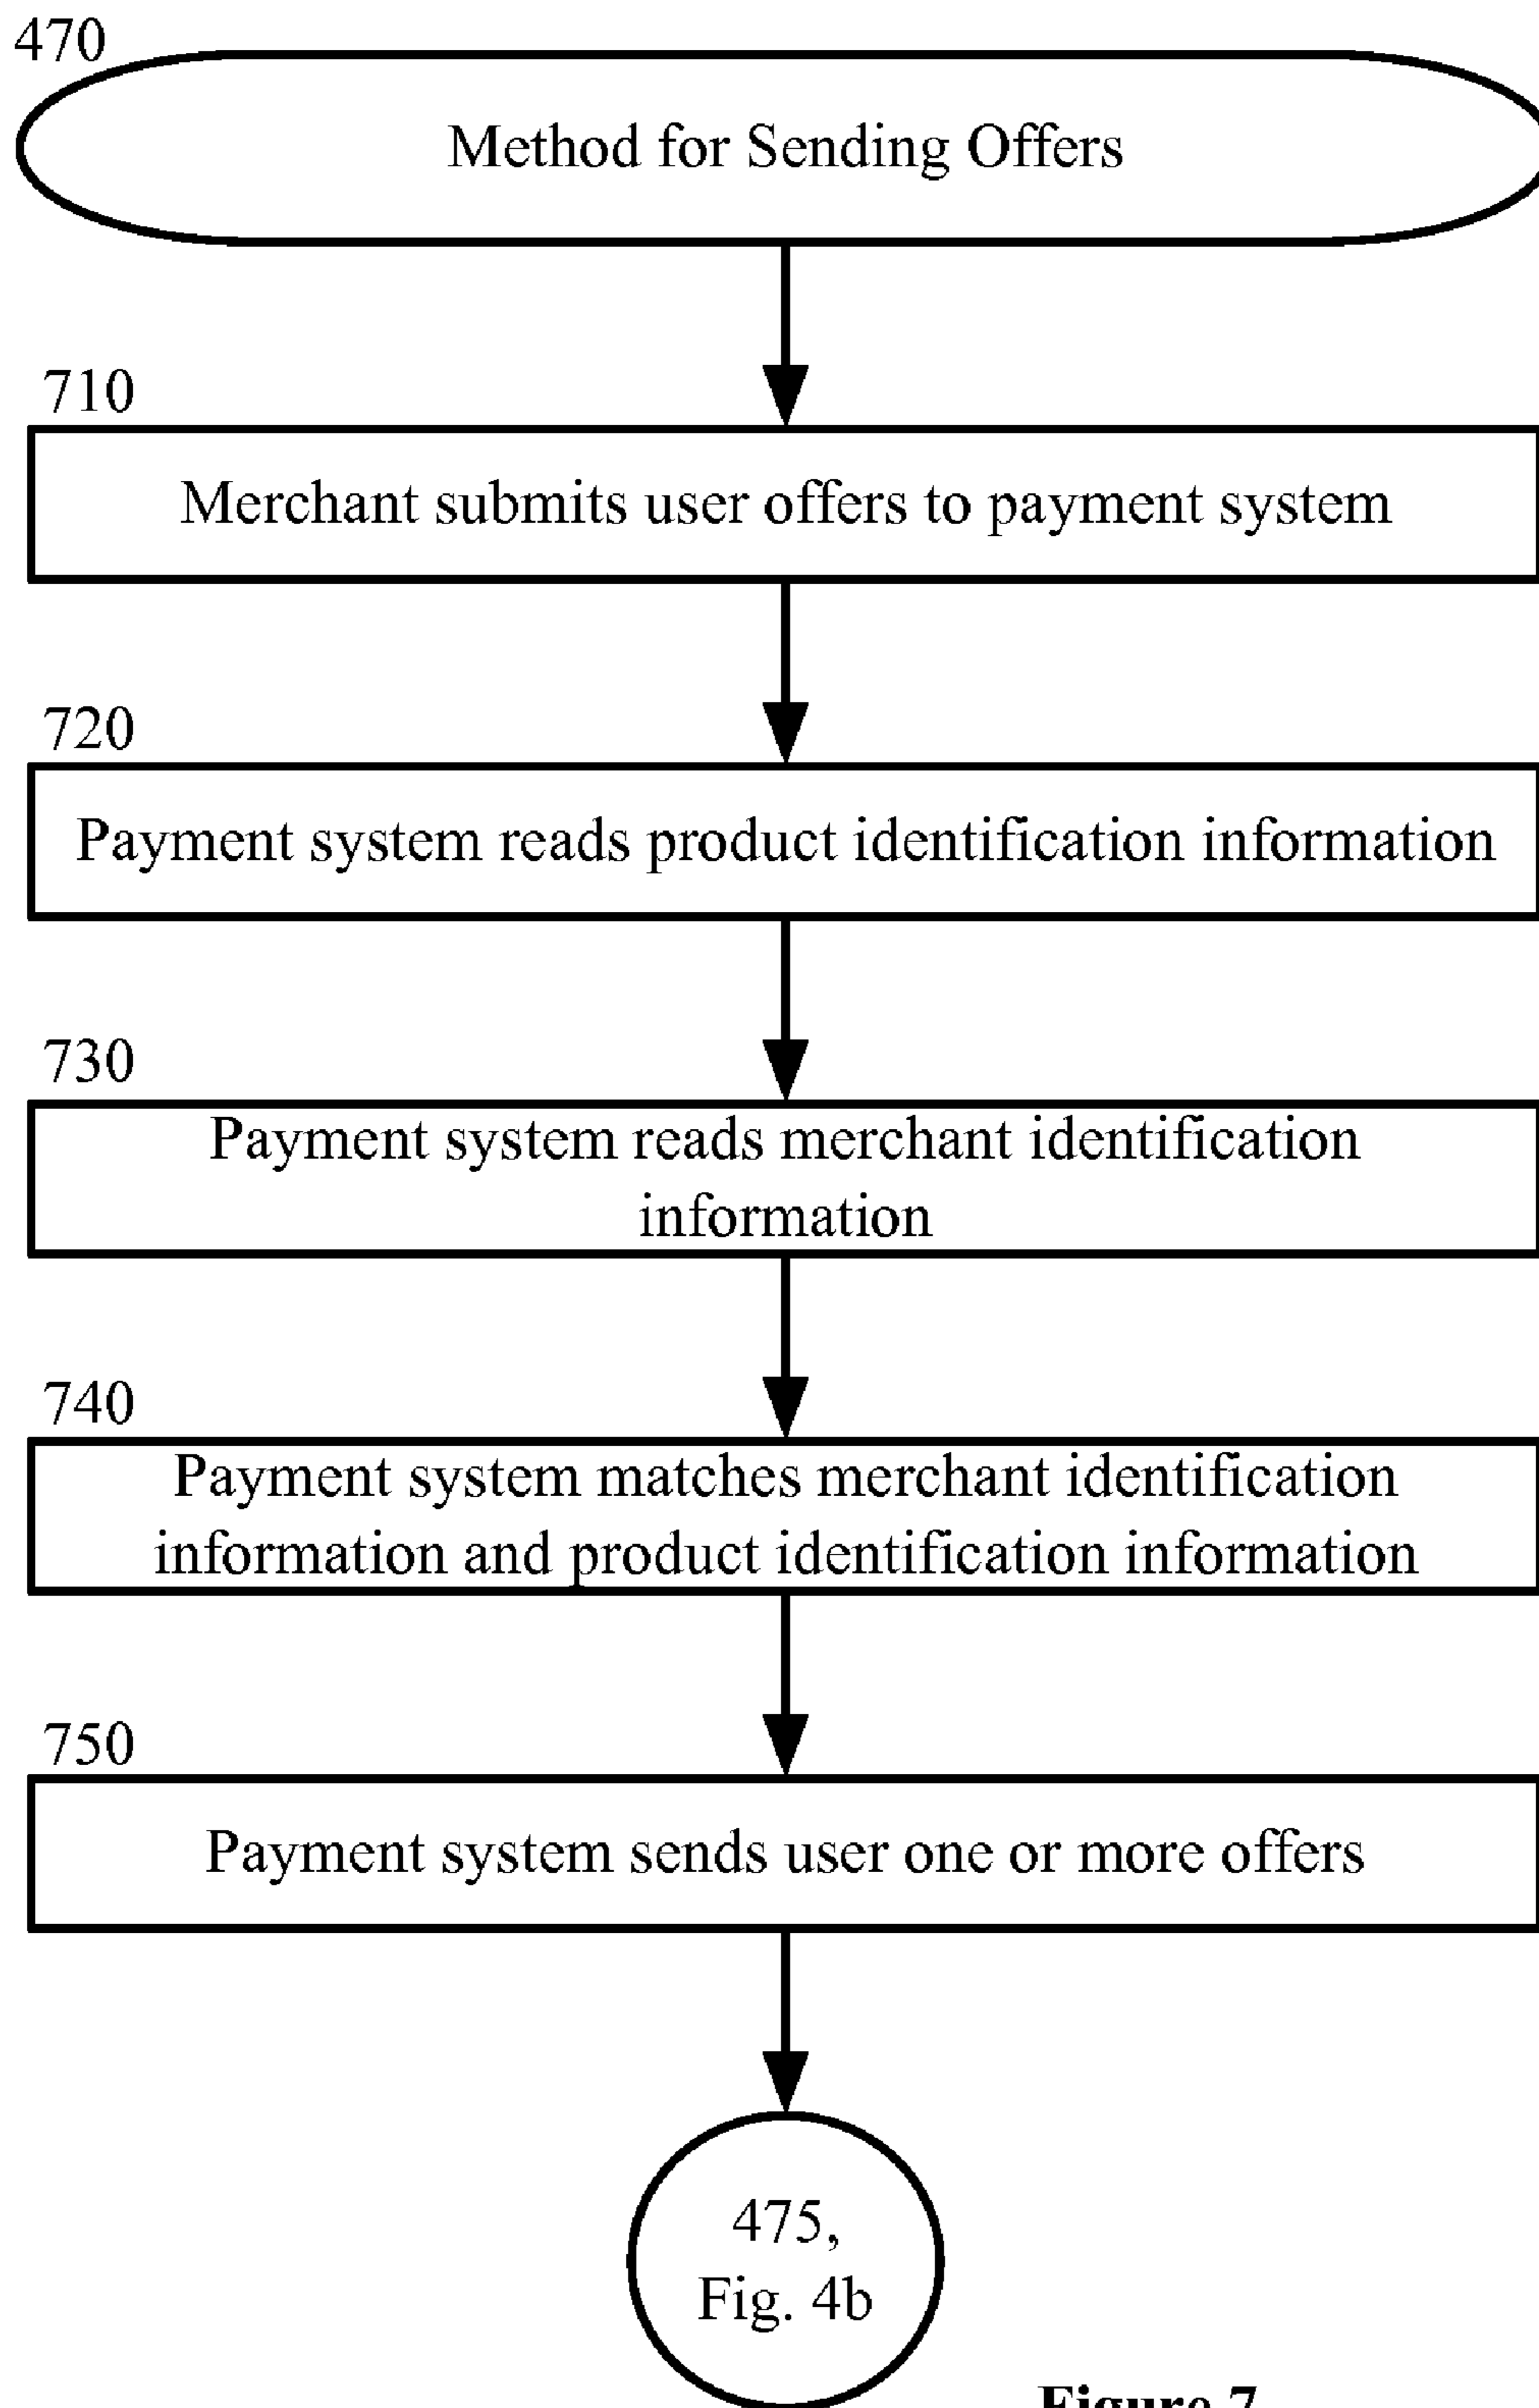 470
Method for Sending Offers
710
Merchant submits user offers to payment system
720
Payment system reads product identification information
730
Payment system reads merchant identification
information
740
Payment system matches merchant identification
information and product identification information
750
Payment system sends user one or more offers
475,
Fig. 4b
Figure 7